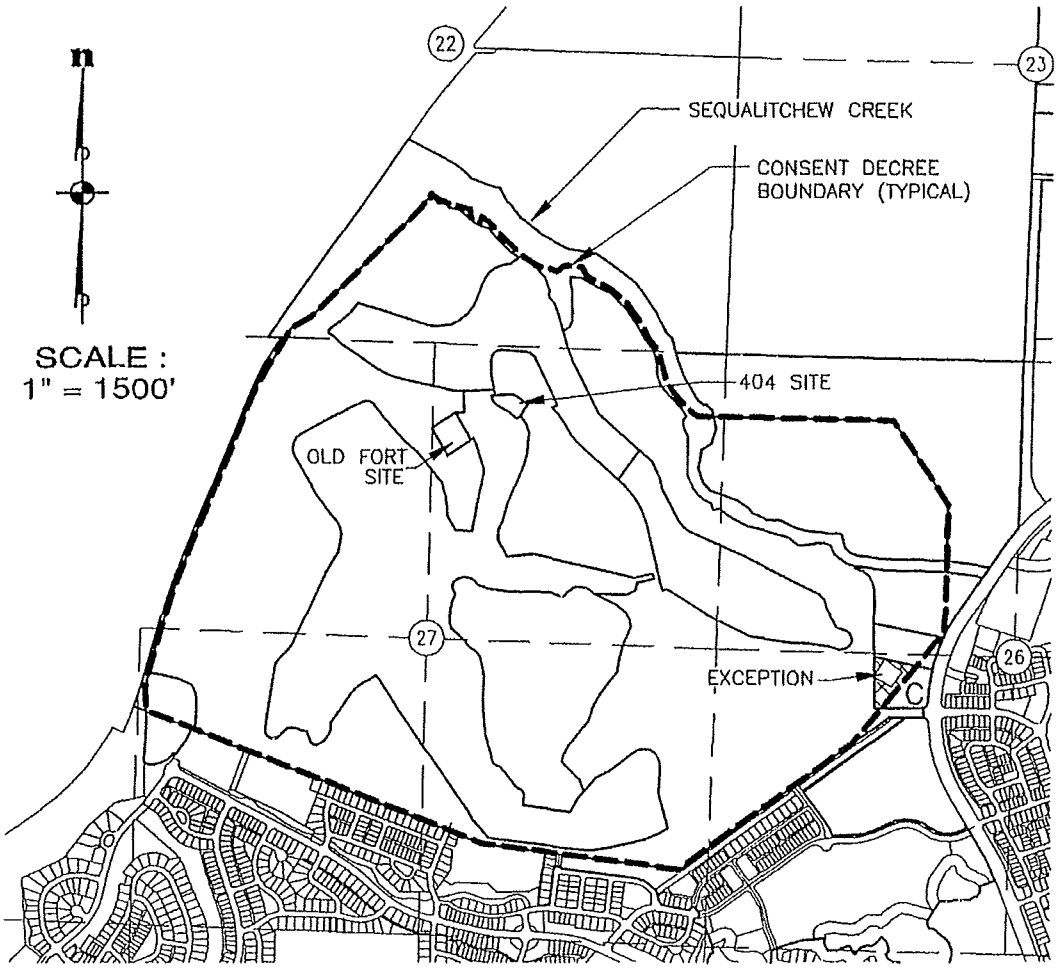 22
23
n
SEQUALITCHEW CREEK
CONSENT DECREE
BOUNDARY (TYPICAL)
SCALE :
1" = 1500'
404 SITE
OLD FORT
SITE
27
26
EXCEPTION
C